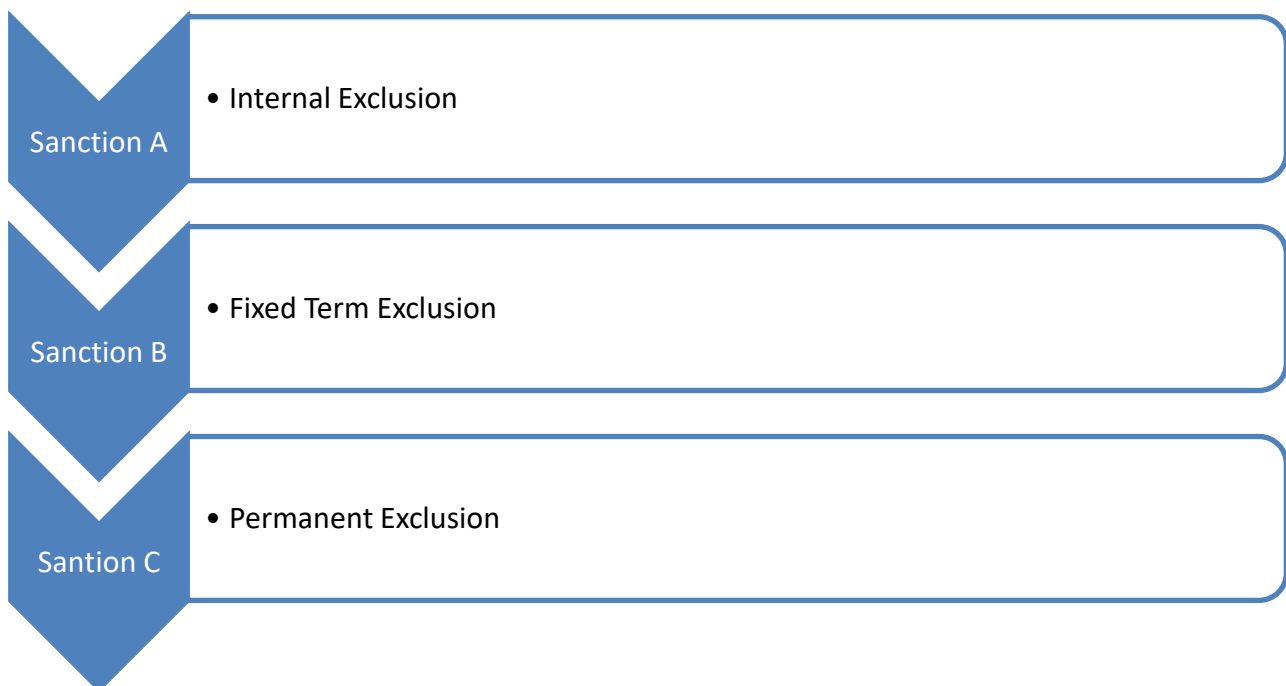 Sanction A
• Internal Exclusion
Sanction B
• Fixed Term Exclusion
Santion C
• Permanent Exclusion